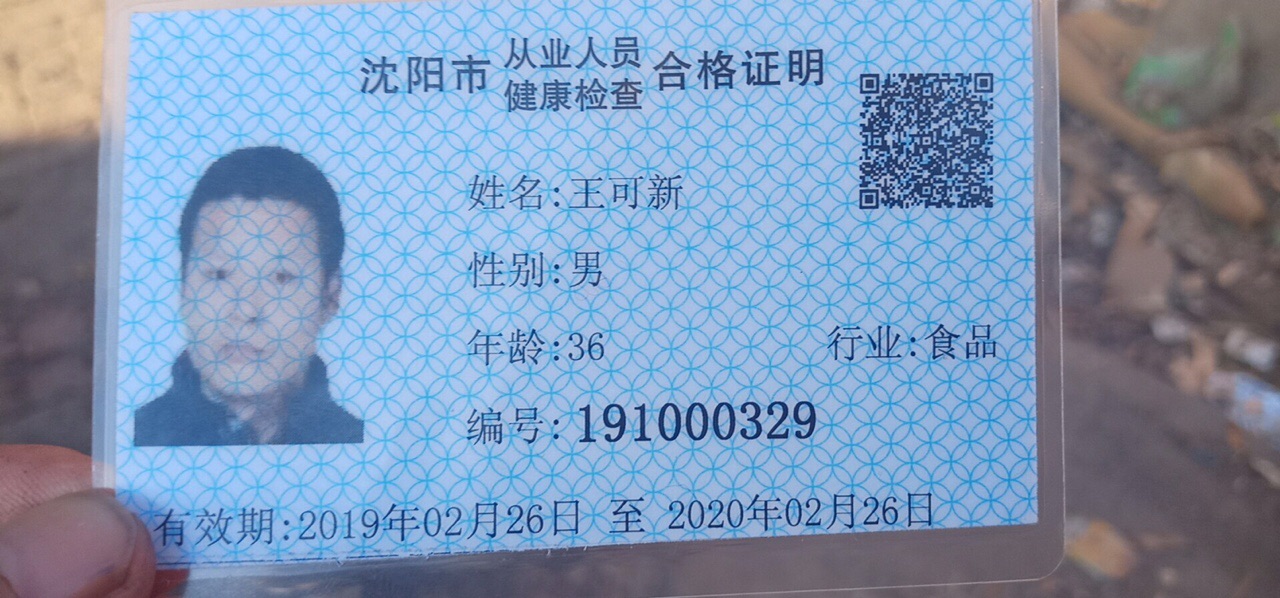 沈阳市 从业人员健康检查 合格证明
姓名:王可新
性别:男
年龄:36 行业:食品
编号:191000329
有效期:2019年02月26日 至 2020年02月26日